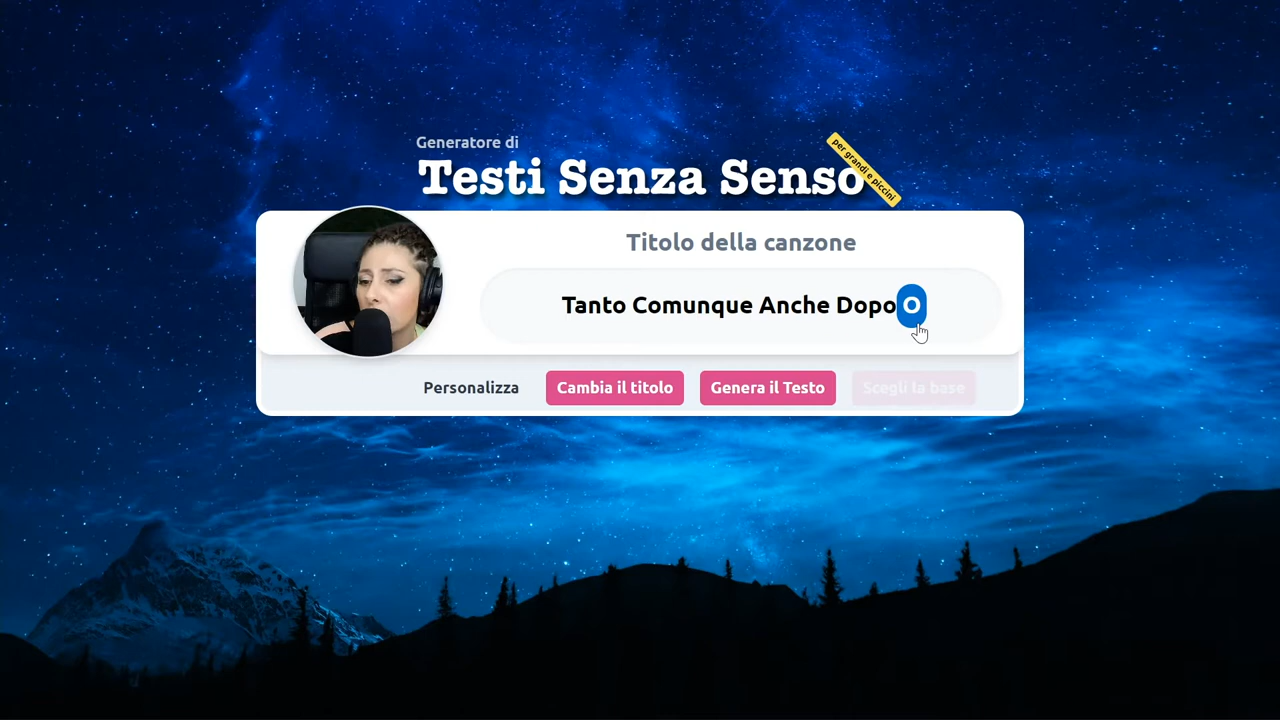 Generatore di
Testi Senza Senso
per grandi e piccini
Titolo della canzone
Tanto Comunque Anche Dopo O
Personalizza
Cambia il titolo
Genera il Testo
Scegli la base